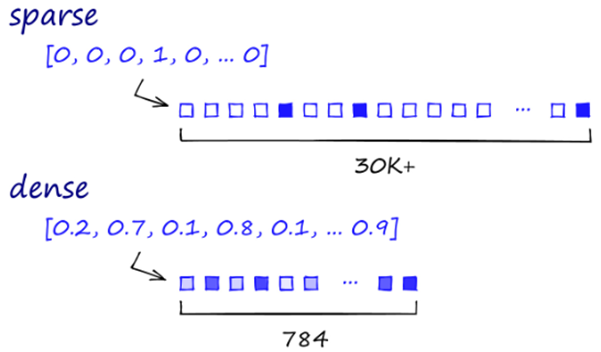 sparse
[0, 0, 0, 1, 0, ... 0]
...
30K+
dense
[0.2, 0.7, 0.1, 0.8, 0.1, ... 0.9]
...
784